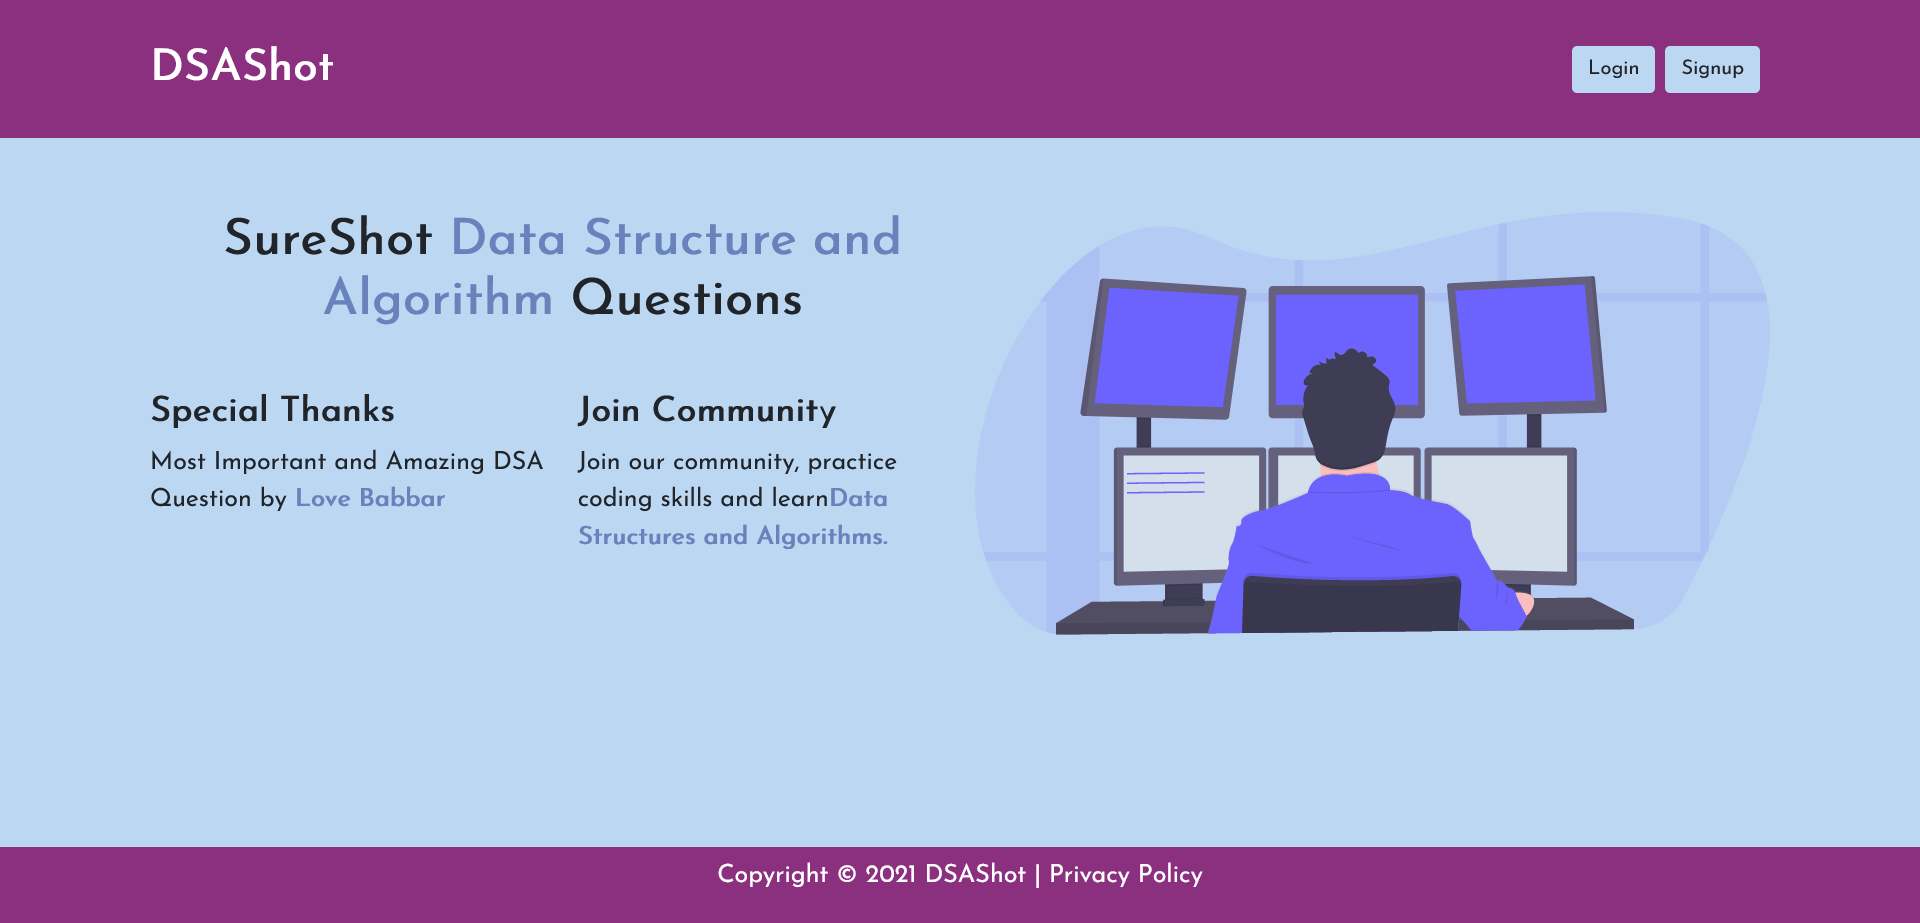 DSAShot
Login
Signup
SureShot Data Structure and
Algorithm Questions
Special Thanks
Most Important and Amazing DSA
Question by Love Babbar
Join Community
Join our community, practice
coding skills and learnData
Structures and Algorithms.
Copyright © 2021 DSAShot | Privacy Policy